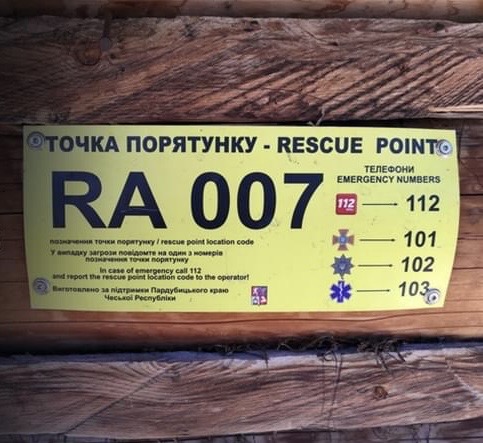 ТОЧКА ПОРЯТУНКУ - RESCUE POINT
RA 007
позначення точки порятунку / rescue point location code
У випадку загрози повідомте на один з номерів
позначення точки порятунку
In case of emergency call 112
and report the rescue point location code to the operator!
Виготовлено за підтримки Пардубицького краю
Чеської Республіки
ТЕЛЕФОНИ
EMERGENCY NUMBERS
112 112
101
102
103